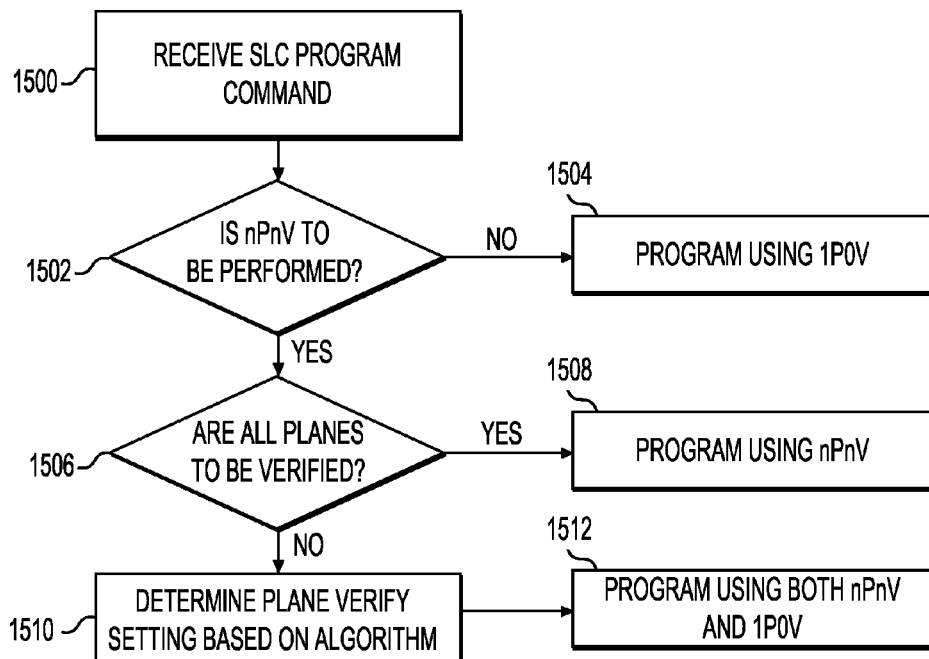 RECEIVE SLC PROGRAM
COMMAND
1500
IS nPnV TO
BE PERFORMED?
1502
NO
1504
PROGRAM USING 1P0V
YES
ARE ALL PLANES
TO BE VERIFIED?
1506
YES
1508
PROGRAM USING nPnV
NO
DETERMINE PLANE VERIFY
SETTING BASED ON ALGORITHM
1510
1512
PROGRAM USING BOTH nPnV
AND 1P0V